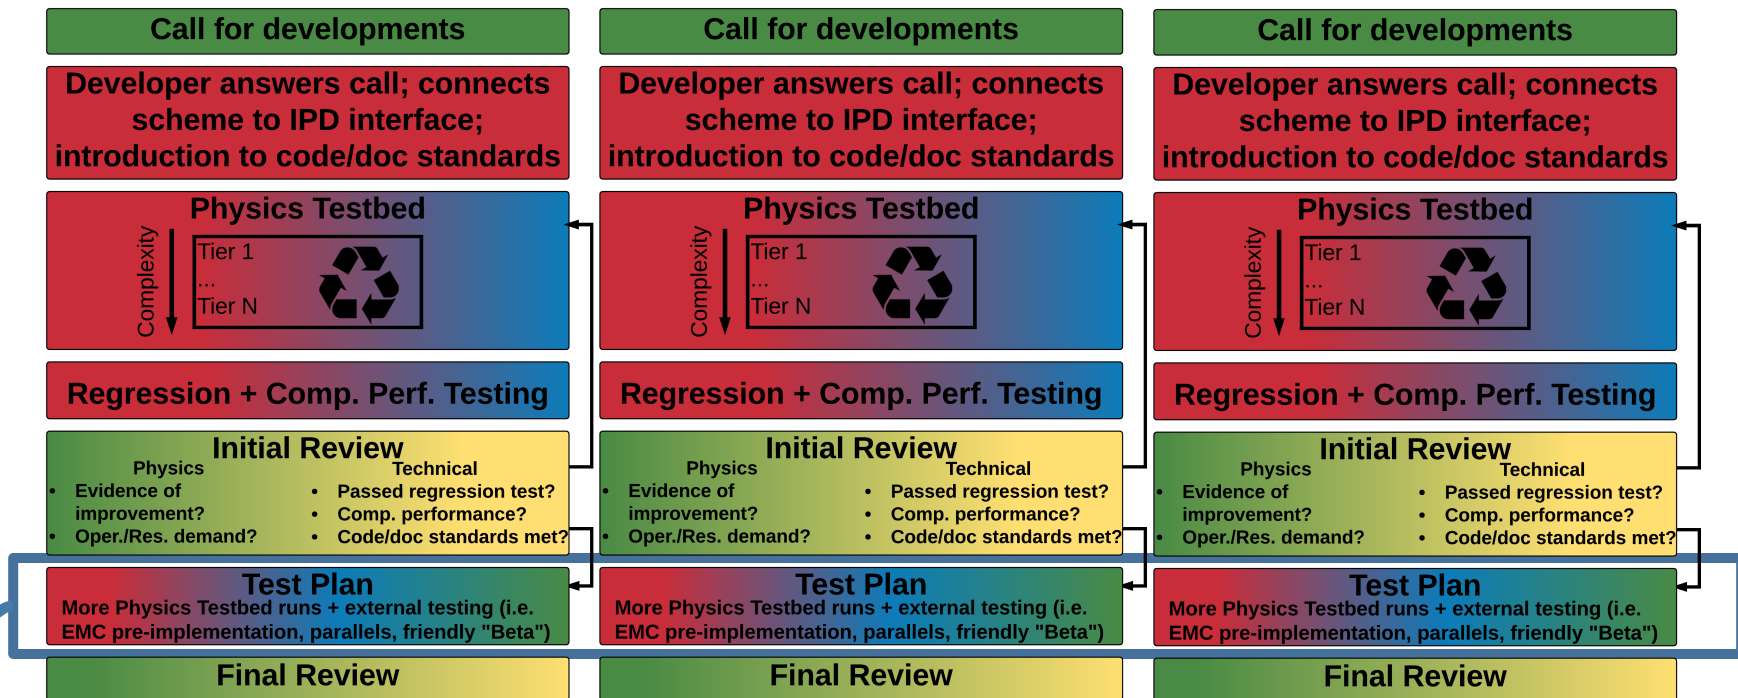 Call for developments
Developer answers call; connects
scheme to IPD interface;
introduction to code/doc standards
Physics Testbed
Complexity
Tier 1
...
Tier N
Regression + Comp. Perf. Testing
Initial Review
Physics
• Evidence of
improvement?
• Oper./Res. demand?
Technical
• Passed regression test?
• Comp. performance?
• Code/doc standards met?
Test Plan
More Physics Testbed runs + external testing (i.e.
EMC pre-implementation, parallels, friendly "Beta")
Final Review
Call for developments
Developer answers call; connects
scheme to IPD interface;
introduction to code/doc standards
Physics Testbed
Complexity
Tier 1
...
Tier N
Regression + Comp. Perf. Testing
Initial Review
Physics
• Evidence of
improvement?
• Oper./Res. demand?
Technical
• Passed regression test?
• Comp. performance?
• Code/doc standards met?
Test Plan
More Physics Testbed runs + external testing (i.e.
EMC pre-implementation, parallels, friendly "Beta")
Final Review
Call for developments
Developer answers call; connects
scheme to IPD interface;
introduction to code/doc standards
Physics Testbed
Complexity
Tier 1
...
Tier N
Regression + Comp. Perf. Testing
Initial Review
Physics
• Evidence of
improvement?
• Oper./Res. demand?
Technical
• Passed regression test?
• Comp. performance?
• Code/doc standards met?
Test Plan
More Physics Testbed runs + external testing (i.e.
EMC pre-implementation, parallels, friendly "Beta")
Final Review